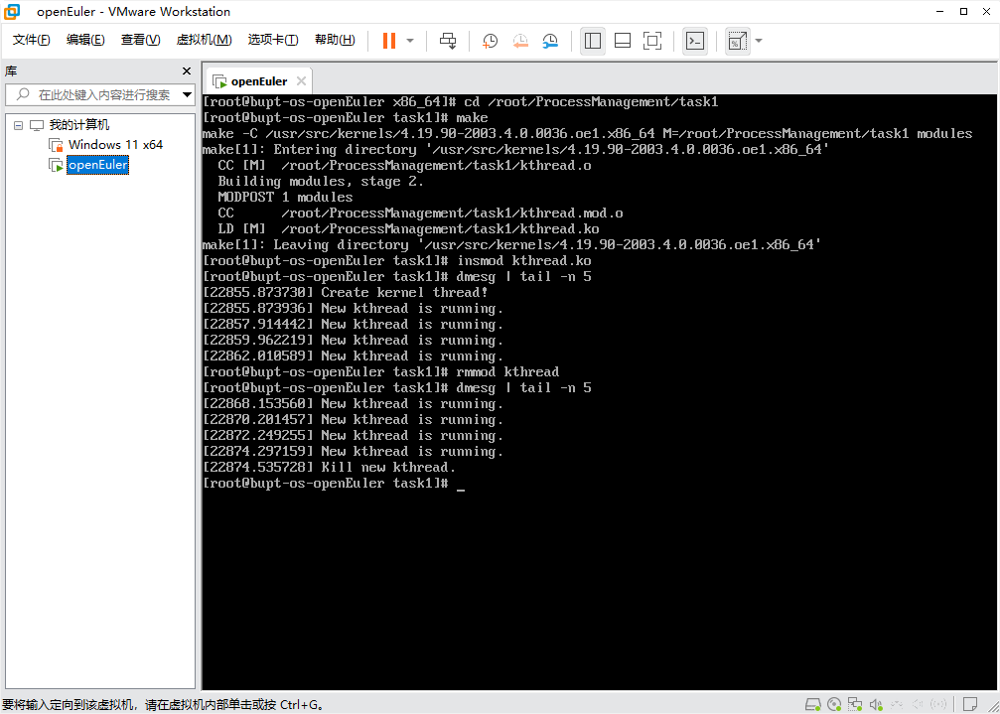 openEuler - VMware Workstation
文件(F) 编辑(E) 查看(V) 虚拟机(M) 选项卡(T) 帮助(H)
库
在此处键入内容进行搜索
我的计算机
Windows 11 x64
openEuler
openEuler
[root@bupt-os-openEuler x86_64]# cd /root/ProcessManagement/task1
[root@bupt-os-openEuler task1]# make
make -C /usr/src/kernels/4.19.90-2003.4.0.0036.oe1.x86_64 M=/root/ProcessManagement/task1 modules
make[1]: Entering directory '/usr/src/kernels/4.19.90-2003.4.0.0036.oe1.x86_64'
  CC [M]  /root/ProcessManagement/task1/kthread.o
  Building modules, stage 2.
  MODPOST 1 modules
  CC      /root/ProcessManagement/task1/kthread.mod.o
  LD [M]  /root/ProcessManagement/task1/kthread.ko
make[1]: Leaving directory '/usr/src/kernels/4.19.90-2003.4.0.0036.oe1.x86_64'
[root@bupt-os-openEuler task1]# insmod kthread.ko
[root@bupt-os-openEuler task1]# dmesg | tail -n 5
[22855.873730] Create kernel thread!
[22855.873936] New kthread is running.
[22857.914442] New kthread is running.
[22859.962219] New kthread is running.
[22862.010589] New kthread is running.
[root@bupt-os-openEuler task1]# rmmod kthread
[root@bupt-os-openEuler task1]# dmesg | tail -n 5
[22868.153560] New kthread is running.
[22870.201457] New kthread is running.
[22872.249255] New kthread is running.
[22874.297159] New kthread is running.
[22874.535728] Kill new kthread.
[root@bupt-os-openEuler task1]# _
要将输入定向到该虚拟机，请在虚拟机内部单击或按 Ctrl+G。